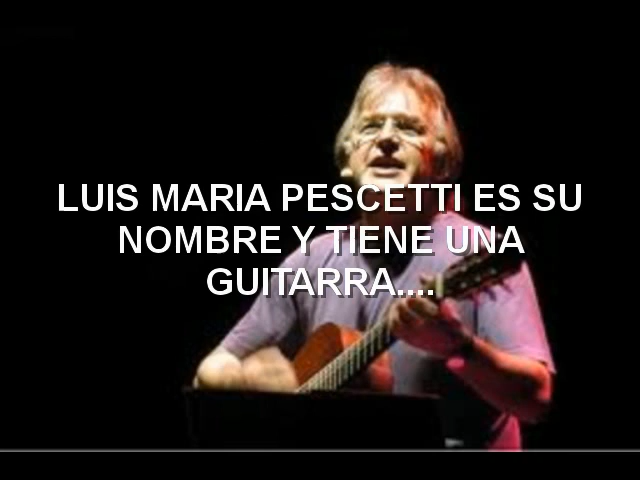 LUIS MARIA PESCETTI ES SU
NOMBRE Y TIENE UNA
GUITARRA....